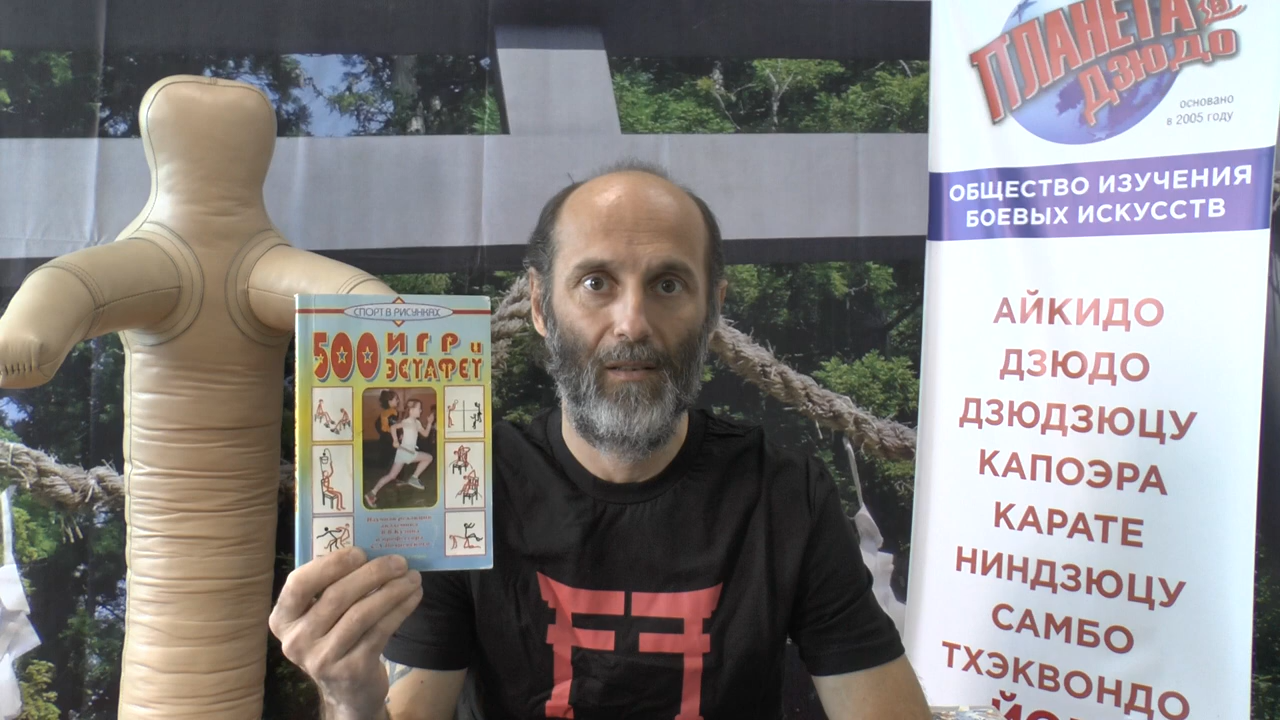 СПОРТ В РИСУНКАХ
500 ИГР и
ЭСТАФЕТ
ПЛАНЕТА
ДЗЮДО
основано
в 2005 году
ОБЩЕСТВО ИЗУЧЕНИЯ
БОЕВЫХ ИСКУССТВ
АЙКИДО
ДЗЮДО
ДЗЮДЗЮЦУ
КАПОЭРА
КАРАТЕ
НИНДЗЮЦУ
САМБО
ТХЭКВОНДО